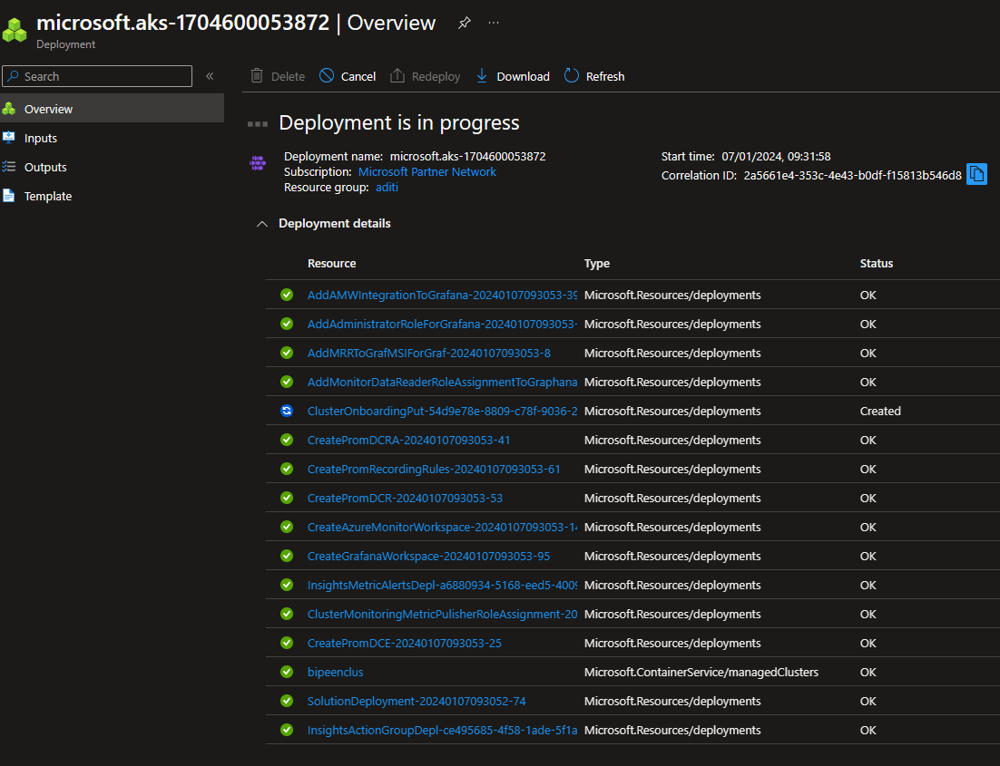 microsoft.aks-1704600053872 | Overview
Deployment
Search
Delete Cancel Redeploy Download Refresh
Overview
Inputs
Outputs
Template
Deployment is in progress
Deployment name: microsoft.aks-1704600053872
Subscription: Microsoft Partner Network
Resource group: aditi
Start time: 07/01/2024, 09:31:58
Correlation ID: 2a5661e4-353c-4e43-b0df-f15813b546d8
Deployment details
Resource Type Status
AddAMWIntegrationToGrafana-20240107093053-39 Microsoft.Resources/deployments OK
AddAdministratorRoleForGrafana-20240107093053- Microsoft.Resources/deployments OK
AddMRRToGrafMSIForGraf-20240107093053-8 Microsoft.Resources/deployments OK
AddMonitorDataReaderRoleAssignmentToGraphana Microsoft.Resources/deployments OK
ClusterOnboardingPut-54d9e78e-8809-c78f-9036-2 Microsoft.Resources/deployments Created
CreatePromDCRA-20240107093053-41 Microsoft.Resources/deployments OK
CreatePromRecordingRules-20240107093053-61 Microsoft.Resources/deployments OK
CreatePromDCR-20240107093053-53 Microsoft.Resources/deployments OK
CreateAzureMonitorWorkspace-20240107093053-14 Microsoft.Resources/deployments OK
CreateGrafanaWorkspace-20240107093053-95 Microsoft.Resources/deployments OK
InsightsMetricAlertsDepl-a6880934-5168-eed5-4009 Microsoft.Resources/deployments OK
ClusterMonitoringMetricPulisherRoleAssignment-20 Microsoft.Resources/deployments OK
CreatePromDCE-20240107093053-25 Microsoft.Resources/deployments OK
bipeenclus Microsoft.ContainerService/managedClusters OK
SolutionDeployment-20240107093052-74 Microsoft.Resources/deployments OK
InsightsActionGroupDepl-ce495685-4f58-1ade-5f1a Microsoft.Resources/deployments OK